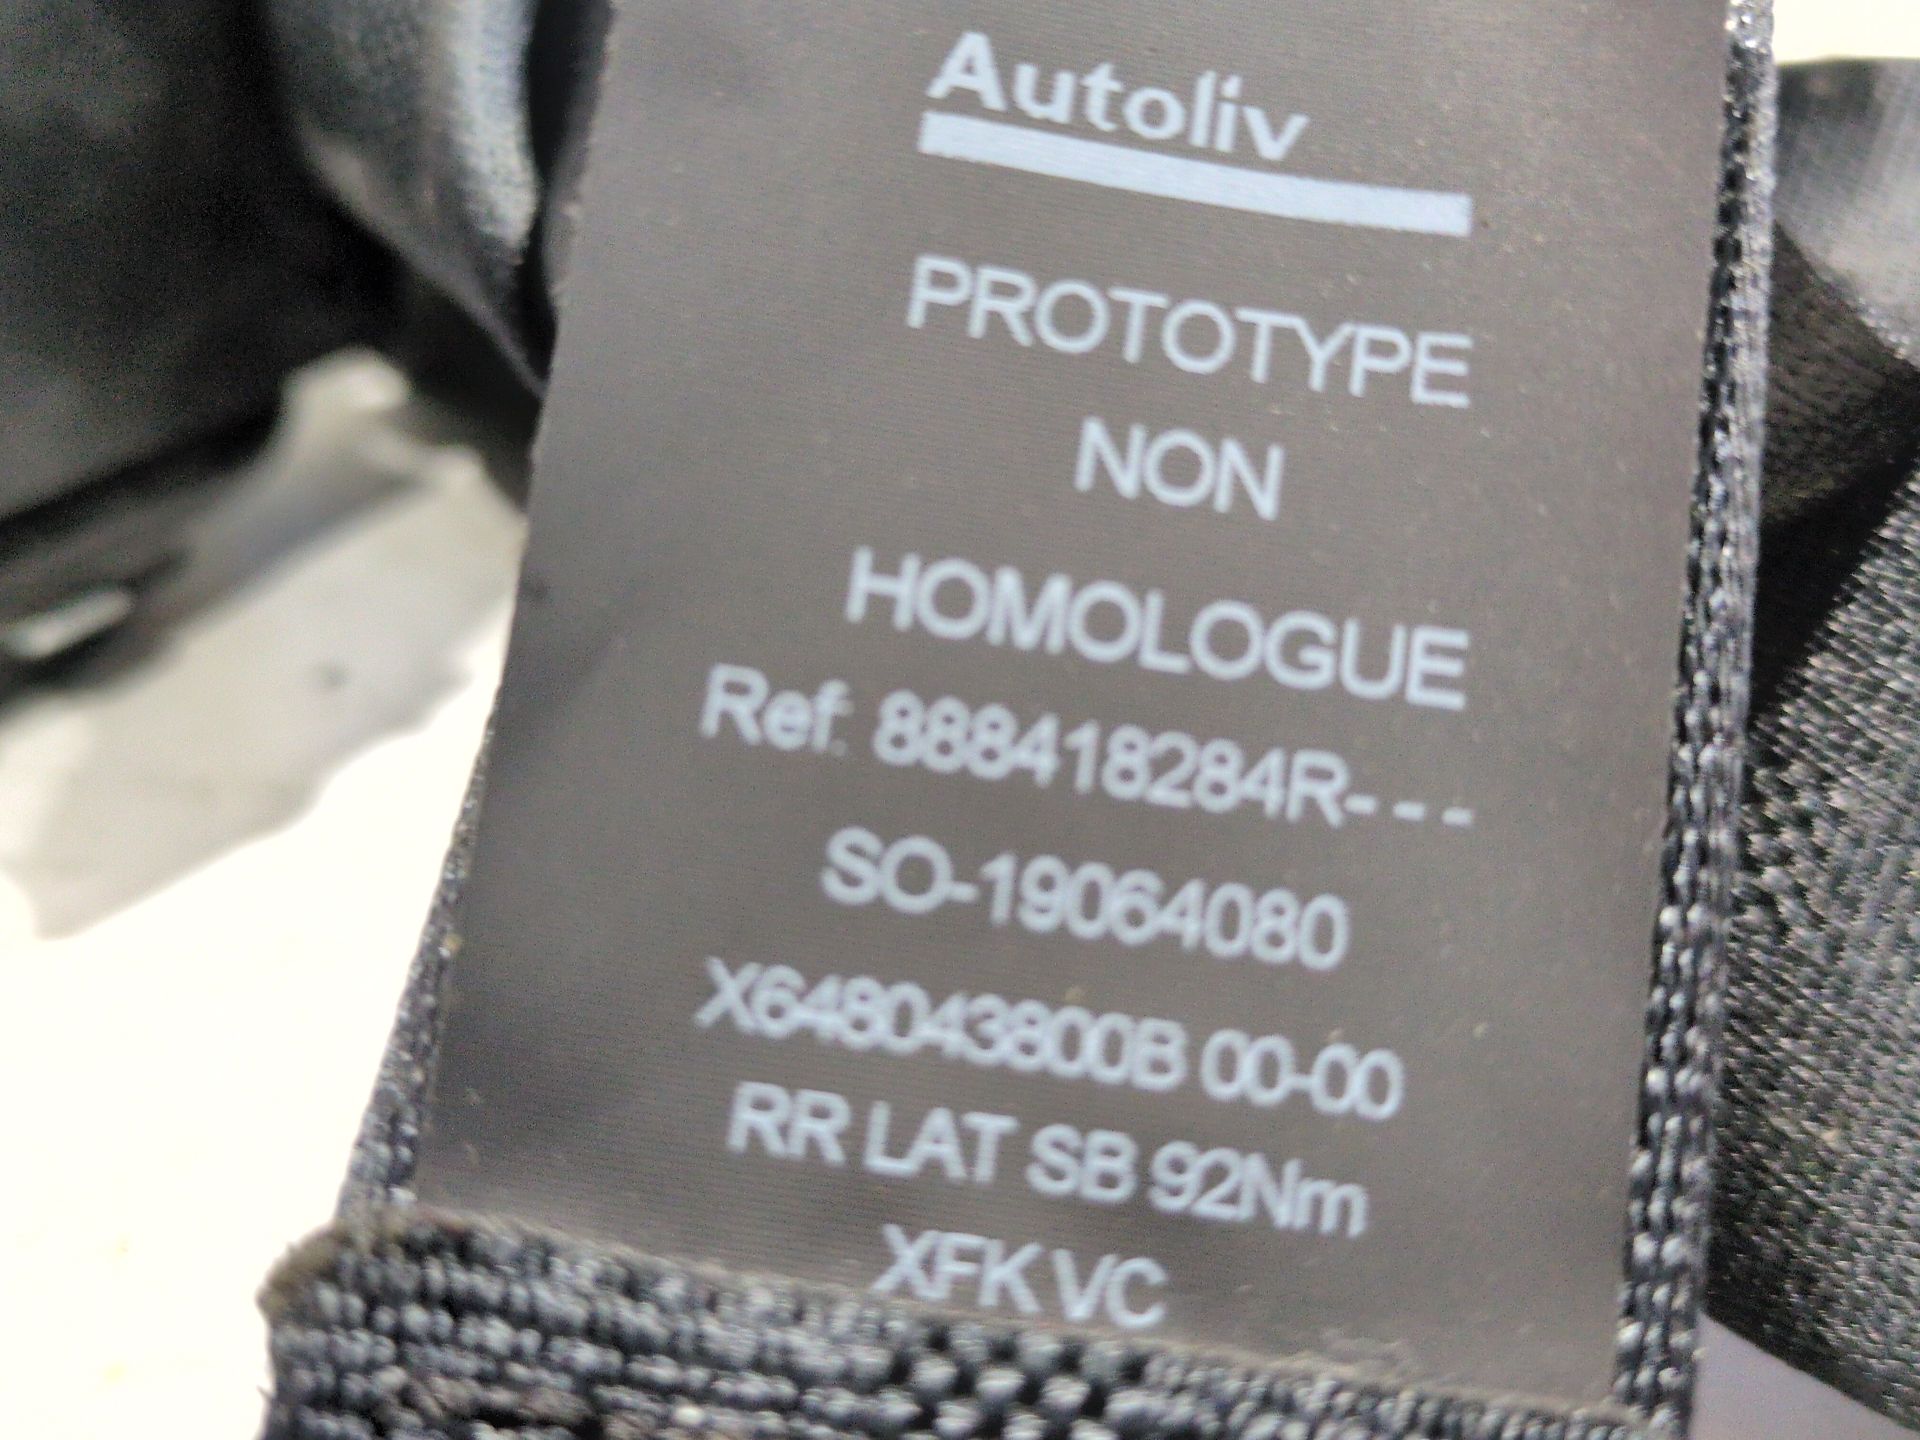 Autoliv
PROTOTYPE
NON
HOMOLOGUE
Ref: 888418284R---
SO-19064080
X648043800B 00-00
RR LAT SB 92Nm
XFK VC